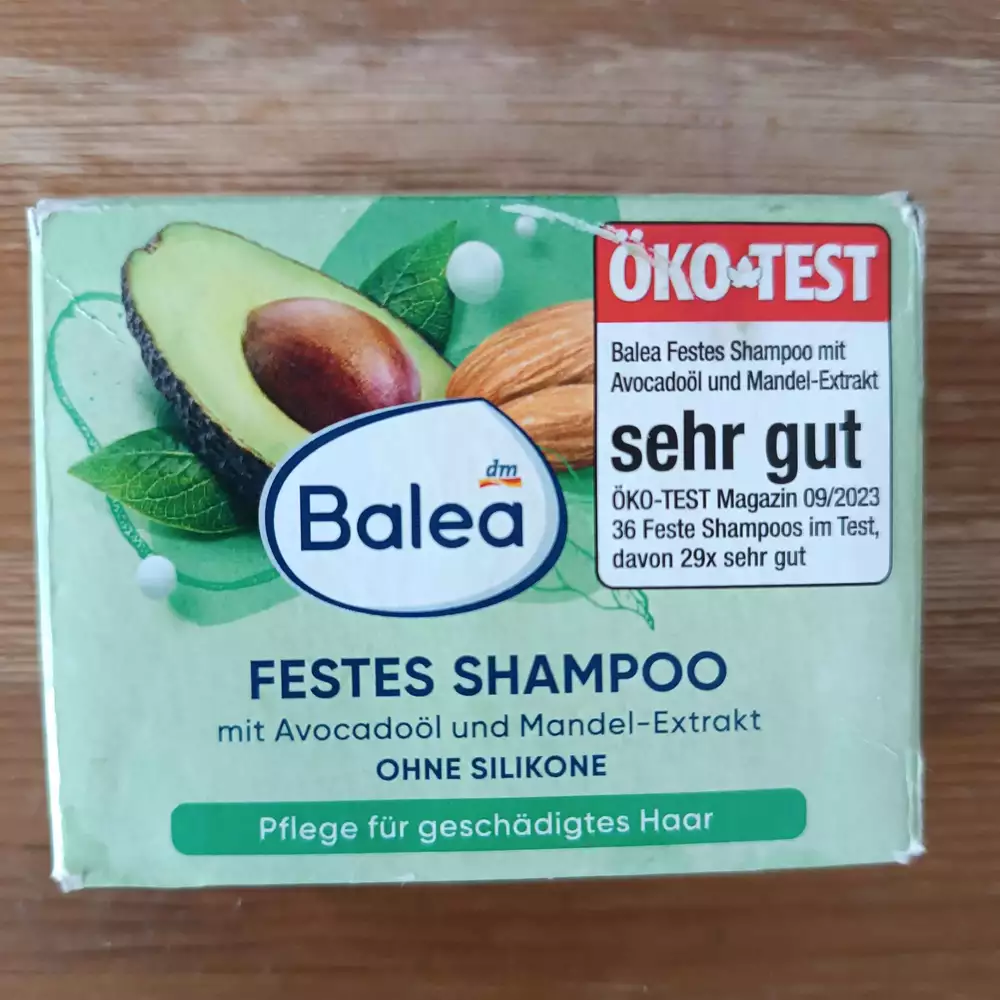 ÖKO-TEST
Balea Festes Shampoo mit
Avocadoöl und Mandel-Extrakt
sehr gut
ÖKO-TEST Magazin 09/2023
36 Feste Shampoos im Test,
davon 29x sehr gut
dm
Balea
FESTES SHAMPOO
mit Avocadoöl und Mandel-Extrakt
OHNE SILIKONE
Pflege für geschädigtes Haar